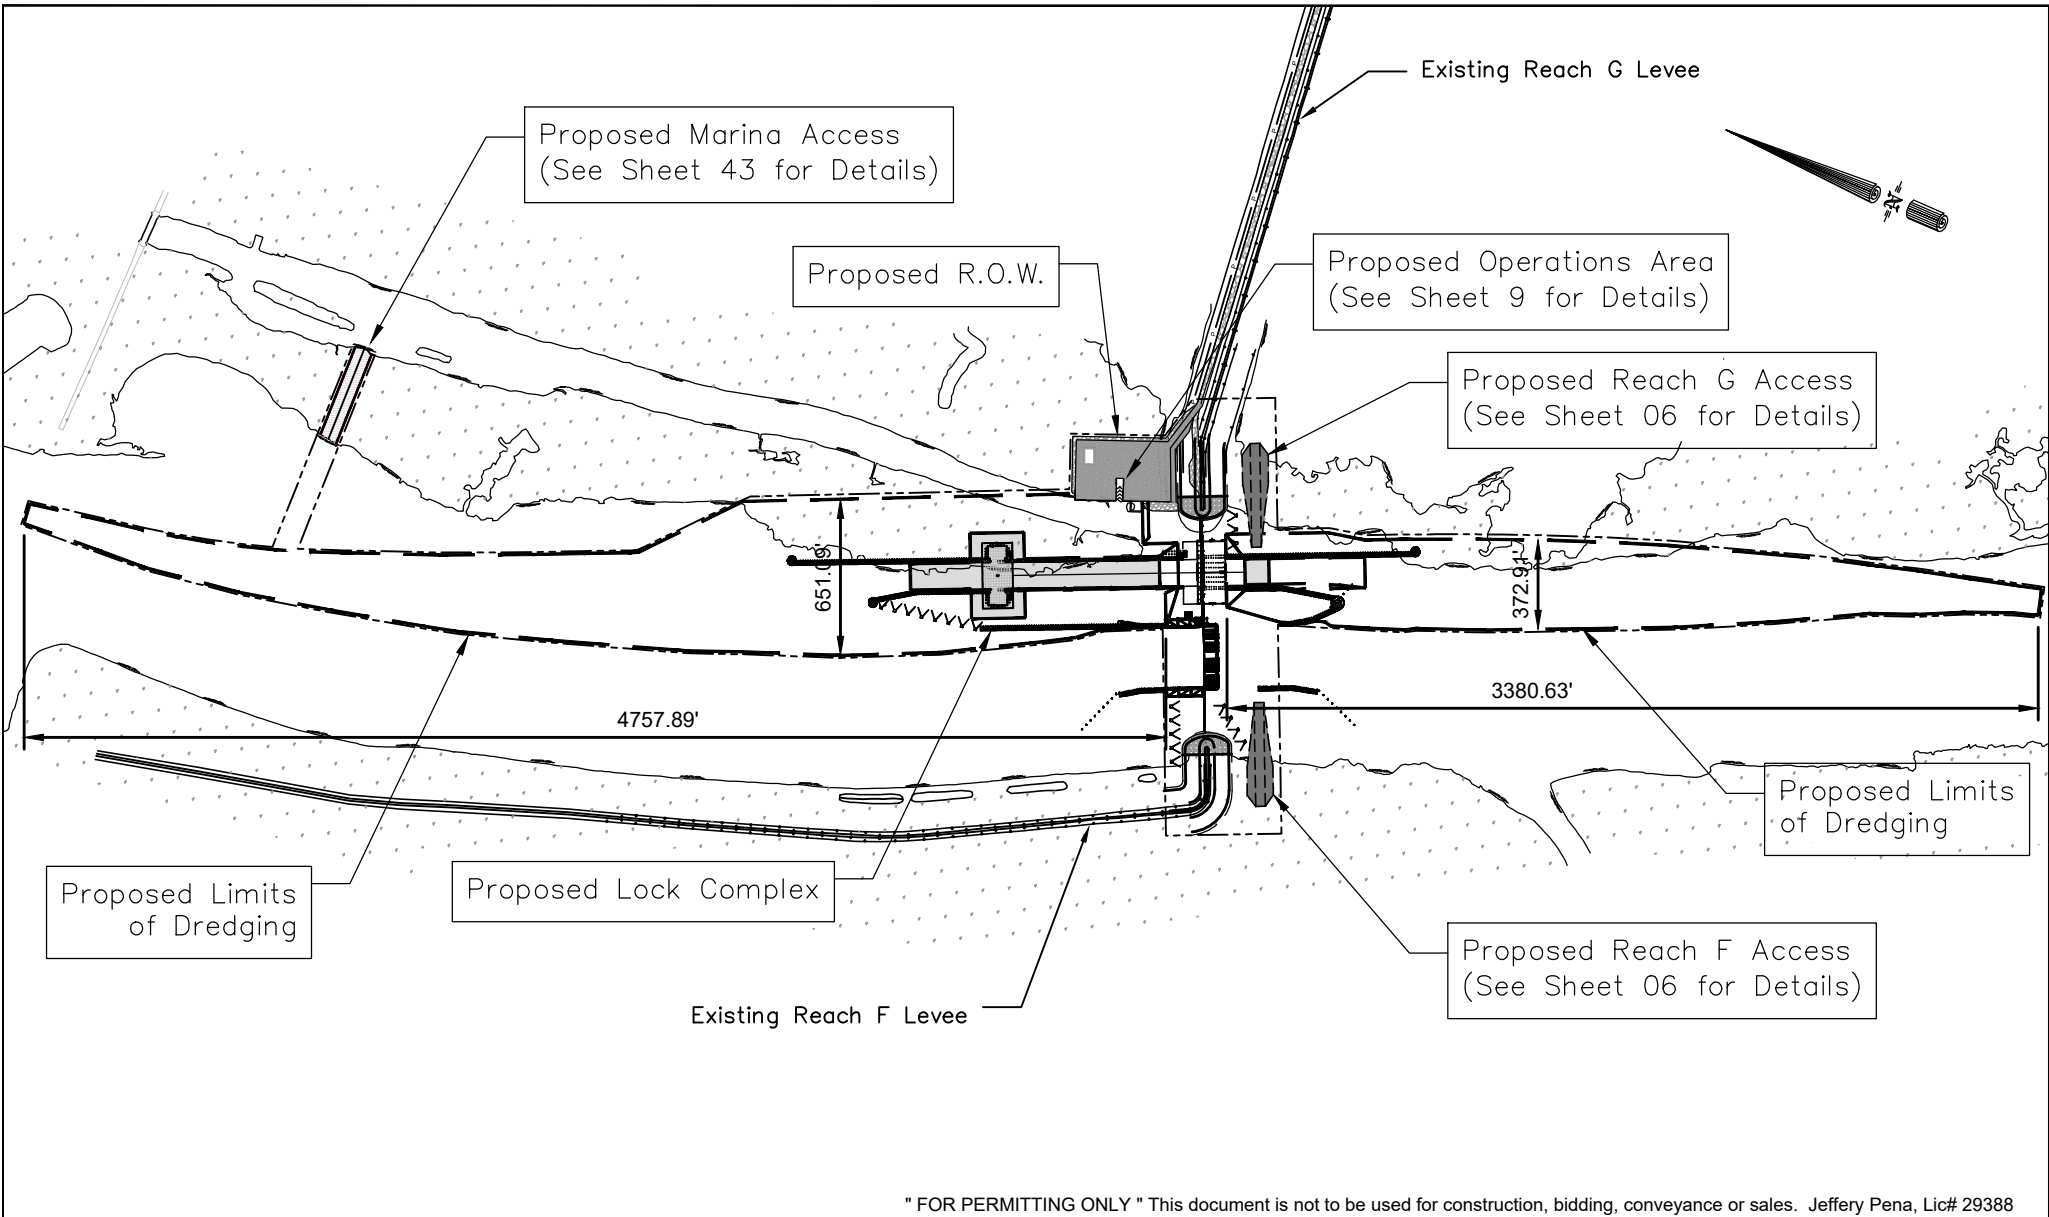 Existing Reach G Levee
Proposed Marina Access
(See Sheet 43 for Details)
=N=
Proposed R.O.W.
Proposed Operations Area
(See Sheet 9 for Details)
Proposed Reach G Access
(See Sheet 06 for Details)
651.09'
372.91'
3380.63'
4757.89'
Proposed Limits
of Dredging
Proposed Limits
of Dredging
Proposed Lock Complex
Proposed Reach F Access
(See Sheet 06 for Details)
Existing Reach F Levee
" FOR PERMITTING ONLY " This document is not to be used for construction, bidding, conveyance or sales. Jeffery Pena, Lic# 29388